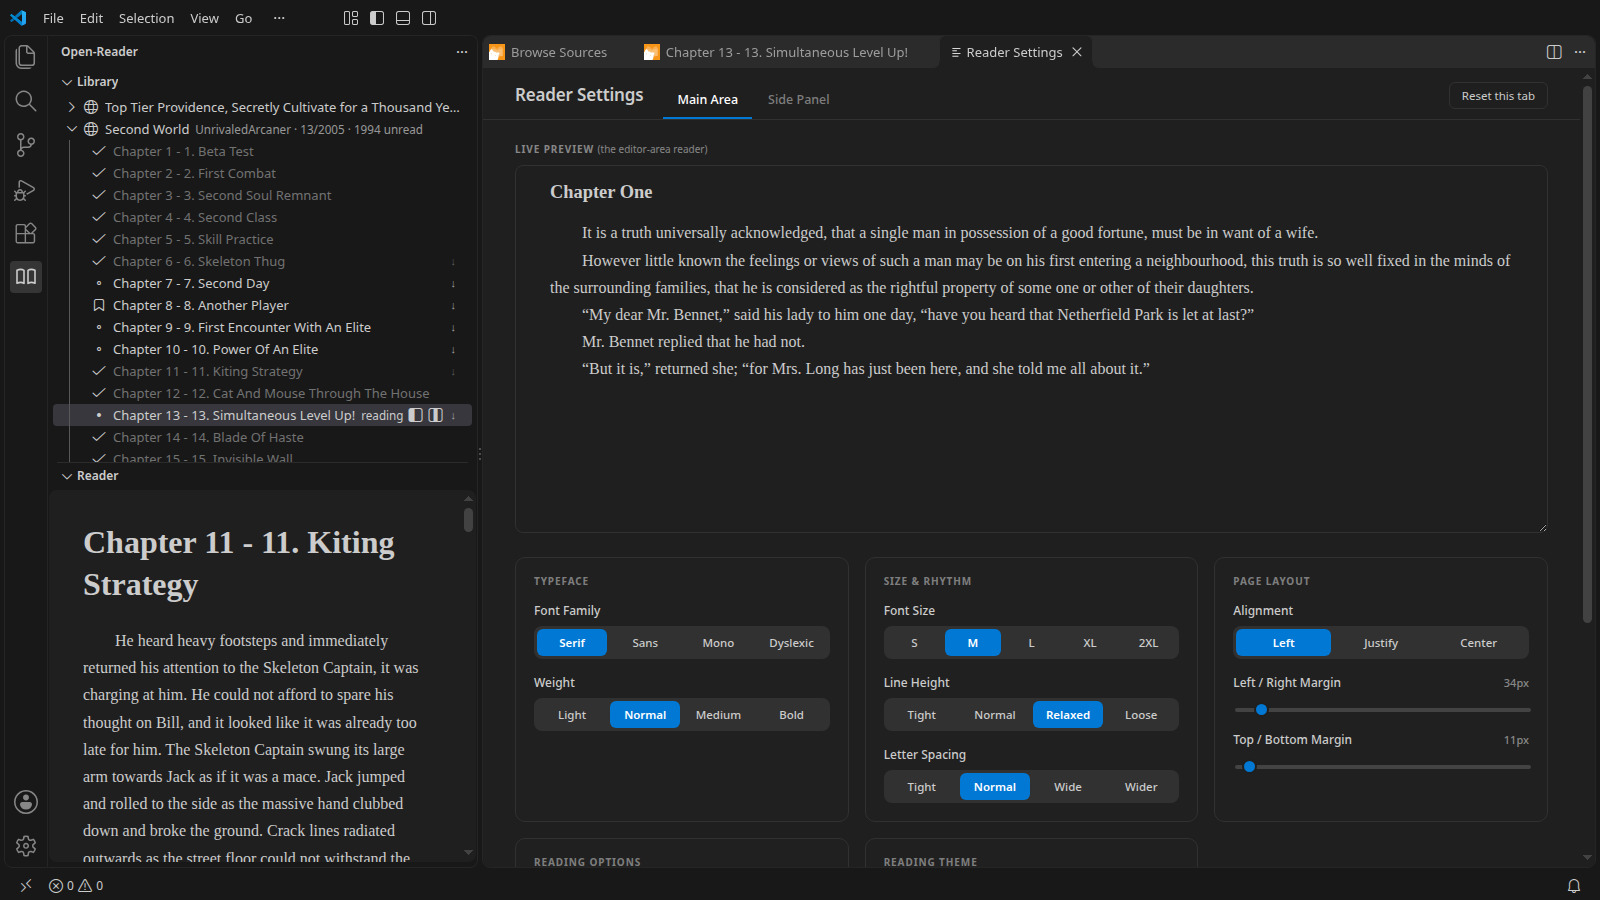 File Edit Selection View Go ···
Open-Reader
Library
Top Tier Providence, Secretly Cultivate for a Thousand Ye...
Second World UnrivaledArcaner · 13/2005 · 1994 unread
Chapter 1 - 1. Beta Test
Chapter 2 - 2. First Combat
Chapter 3 - 3. Second Soul Remnant
Chapter 4 - 4. Second Class
Chapter 5 - 5. Skill Practice
Chapter 6 - 6. Skeleton Thug ↓
Chapter 7 - 7. Second Day ↓
Chapter 8 - 8. Another Player ↓
Chapter 9 - 9. First Encounter With An Elite ↓
Chapter 10 - 10. Power Of An Elite ↓
Chapter 11 - 11. Kiting Strategy ↓
Chapter 12 - 12. Cat And Mouse Through The House
Chapter 13 - 13. Simultaneous Level Up! reading ↓
Chapter 14 - 14. Blade Of Haste
Chapter 15 - 15. Invisible Wall
Reader
Chapter 11 - 11. Kiting
Strategy
He heard heavy footsteps and immediately
returned his attention to the Skeleton Captain, it was
charging at him. He could not afford to spare his
thought on Bill, and it looked like it was already too
late for him. The Skeleton Captain swung its large
arm towards Jack as if it was a mace. Jack jumped
and rolled to the side as the massive hand clubbed
down and broke the ground. Crack lines radiated
outwards as the street floor could not withstand the
Browse Sources
Chapter 13 - 13. Simultaneous Level Up!
Reader Settings
Reader Settings
Main Area
Side Panel
Reset this tab
LIVE PREVIEW (the editor-area reader)
Chapter One
It is a truth universally acknowledged, that a single man in possession of a good fortune, must be in want of a wife.
However little known the feelings or views of such a man may be on his first entering a neighbourhood, this truth is so well fixed in the minds of
the surrounding families, that he is considered as the rightful property of some one or other of their daughters.
“My dear Mr. Bennet,” said his lady to him one day, “have you heard that Netherfield Park is let at last?”
Mr. Bennet replied that he had not.
“But it is,” returned she; “for Mrs. Long has just been here, and she told me all about it.”
TYPEFACE
Font Family
Serif Sans Mono Dyslexic
Weight
Light Normal Medium Bold
SIZE & RHYTHM
Font Size
S M L XL 2XL
Line Height
Tight Normal Relaxed Loose
Letter Spacing
Tight Normal Wide Wider
PAGE LAYOUT
Alignment
Left Justify Center
Left / Right Margin 34px
Top / Bottom Margin 11px
READING OPTIONS
READING THEME
0 0